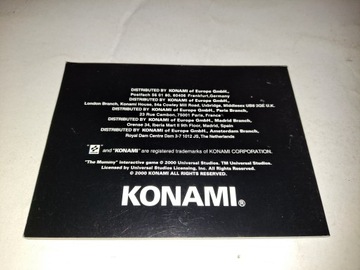 DISTRIBUTED BY KONAMI of Europe GmbH.,
Postfach 56 01 80, 60406 Frankfurt,Germany
DISTRIBUTED BY KONAMI of Europe GmbH.,
London Branch, Konami House, 54a Cowley Mill Road, Uxbridge, Middlesex UB8 2QE U.K.
DISTRIBUTED BY KONAMI of Europe GmbH., Paris Branch,
23 Rue Cambon, 75001 Paris, France
DISTRIBUTED BY KONAMI of Europe GmbH., Madrid Branch,
Orense 34, Iberia Mart II 9th Floor, Madrid, Spain
DISTRIBUTED BY KONAMI of Europe GmbH., Amsterdam Branch,
Royal Dam Centre Dam 3-7 1012 JS, The Netherlands
" " and "KONAMI" are registered trademarks of KONAMI CORPORATION.
"The Mummy" interactive game © 2000 Universal Studios. TM Universal Studios.
Licensed by Universal Studios Licensing, Inc. All Rights Reserved.
© 2000 KONAMI ALL RIGHTS RESERVED.
KONAMI®